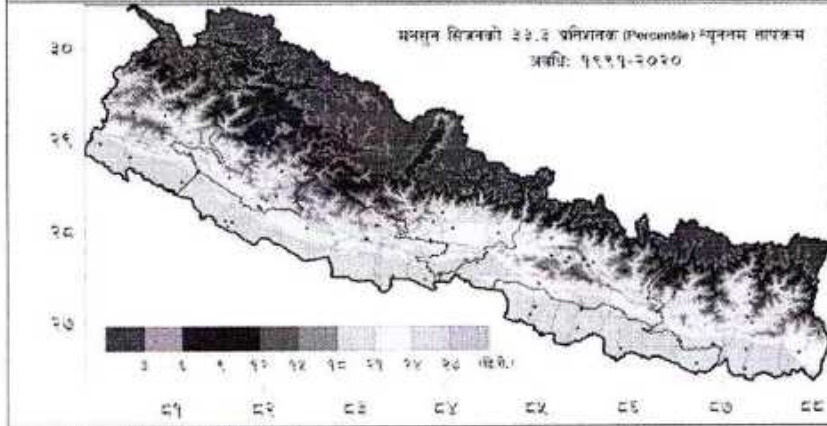 मनसुन सिजनको ३३.३ प्रतिशतक (Percentile) न्यूनतम तापक्रम
अवधिः १९९१-२०२०
३०
२९
२८
२७
३ ६ ९ १२ १५ १८ २१ २४ २७ (डि.से.)
८१ ८२ ८३ ८४ ८५ ८६ ८७ ८८